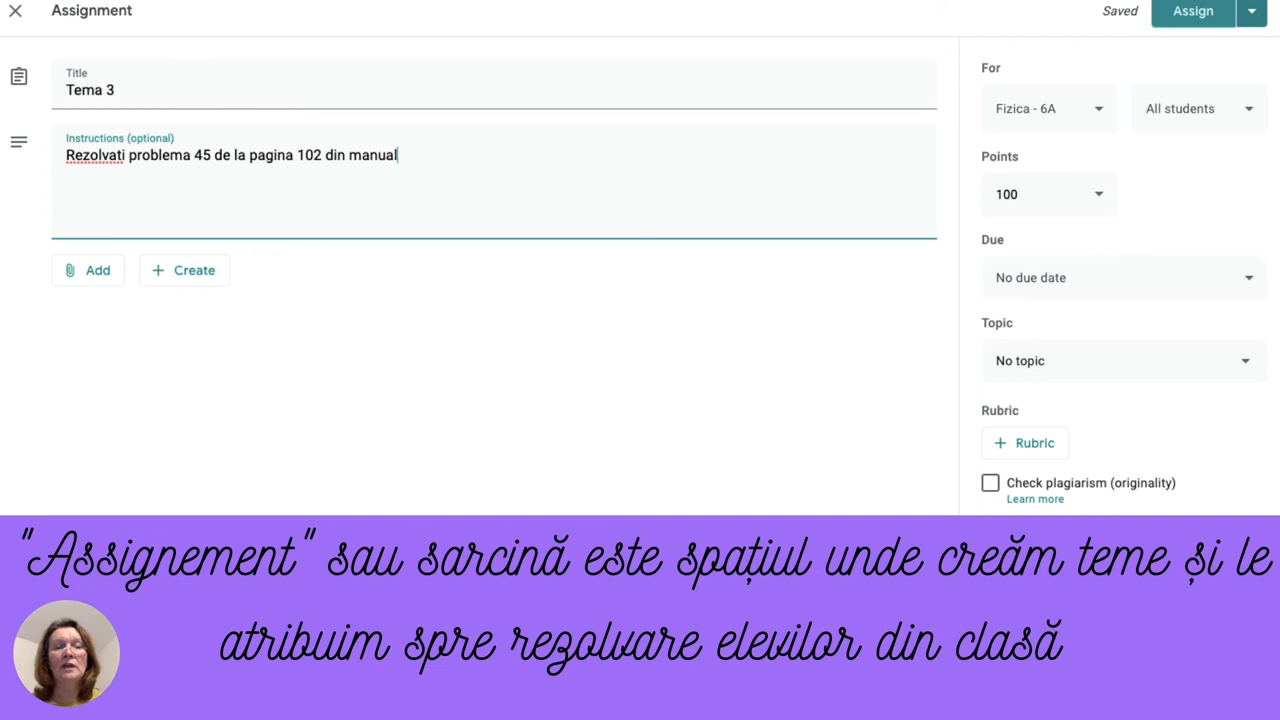 Assignment
Saved
Assign
Title
Tema 3
Instructions (optional)
Rezolvati problema 45 de la pagina 102 din manual
Add
Create
For
Fizica - 6A
All students
Points
100
Due
No due date
Topic
No topic
Rubric
Rubric
Check plagiarism (originality)
Learn more
"Assignement" sau sarcină este spațiul unde creăm teme și le
atribuim spre rezolvare elevilor din clasă